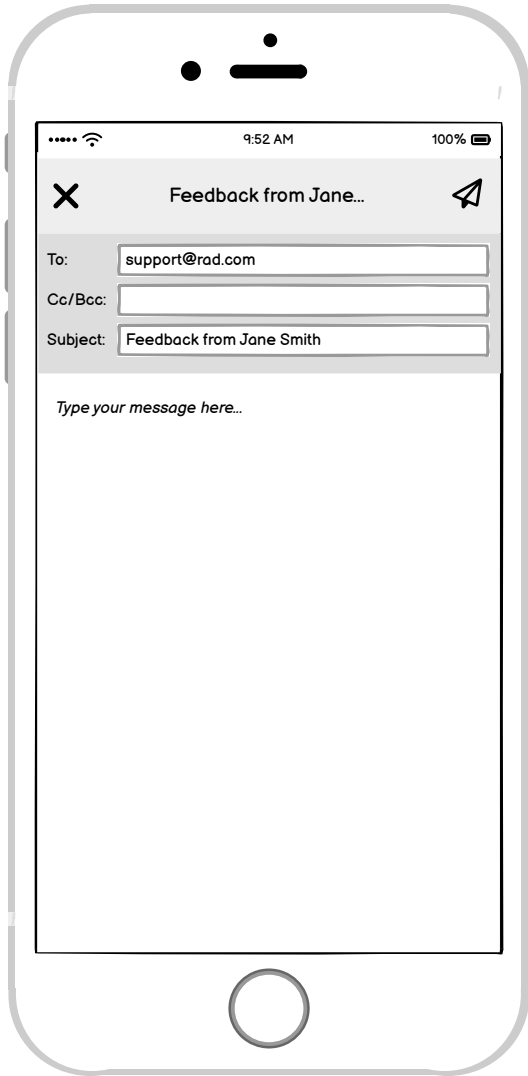 9:52 AM 100%
Feedback from Jane...
To: support@rad.com
Cc/Bcc:
Subject: Feedback from Jane Smith
Type your message here...